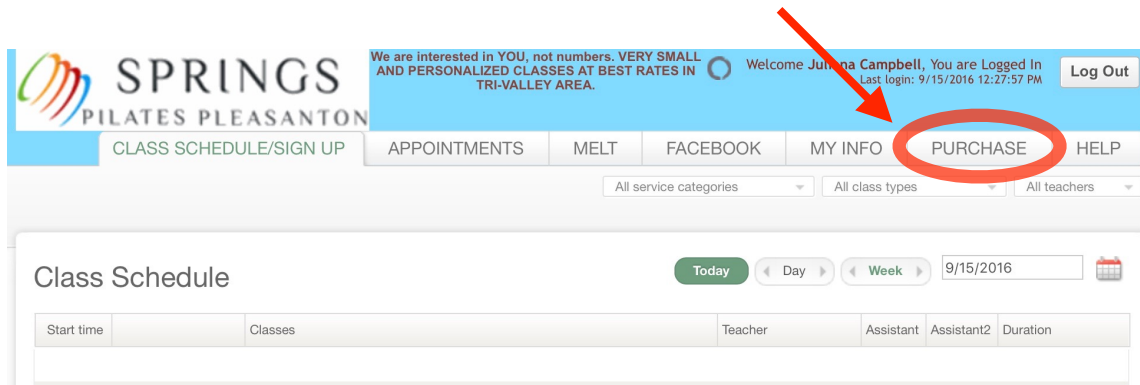 SPRINGS
PILATES PLEASANTON
We are interested in YOU, not numbers. VERY SMALL
AND PERSONALIZED CLASSES AT BEST RATES IN
TRI-VALLEY AREA.
Welcome Campbell, You are Logged In
Last login: 9/15/2016 12:27:57 PM
Log Out
CLASS SCHEDULE/SIGN UP APPOINTMENTS MELT FACEBOOK MY INFO PURCHASE HELP
All service categories All class types All teachers
Class Schedule
Today Day Week 9/15/2016
Start time Classes Teacher Assistant Assistant2 Duration